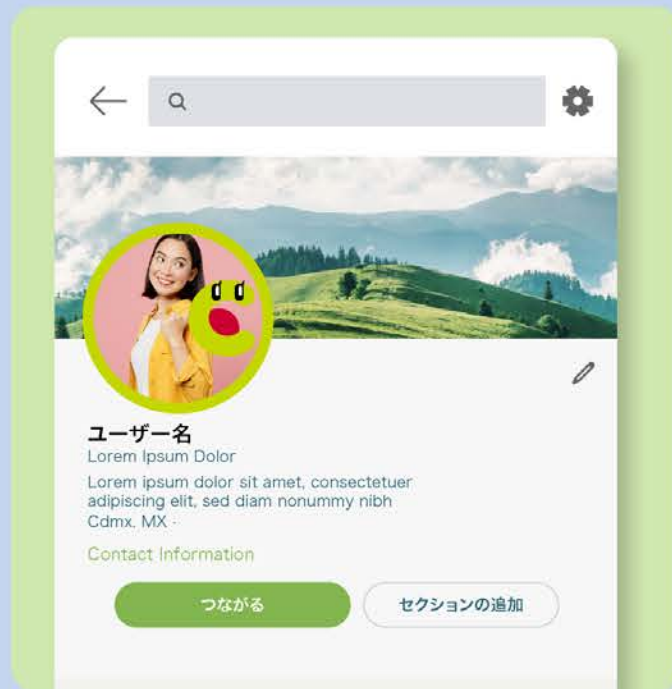 ユーザー名
Lorem Ipsum Dolor
Lorem ipsum dolor sit amet, consectetuer
adipiscing elit, sed diam nonummy nibh
Cdmx. MX ·
Contact Information
つながる
セクションの追加